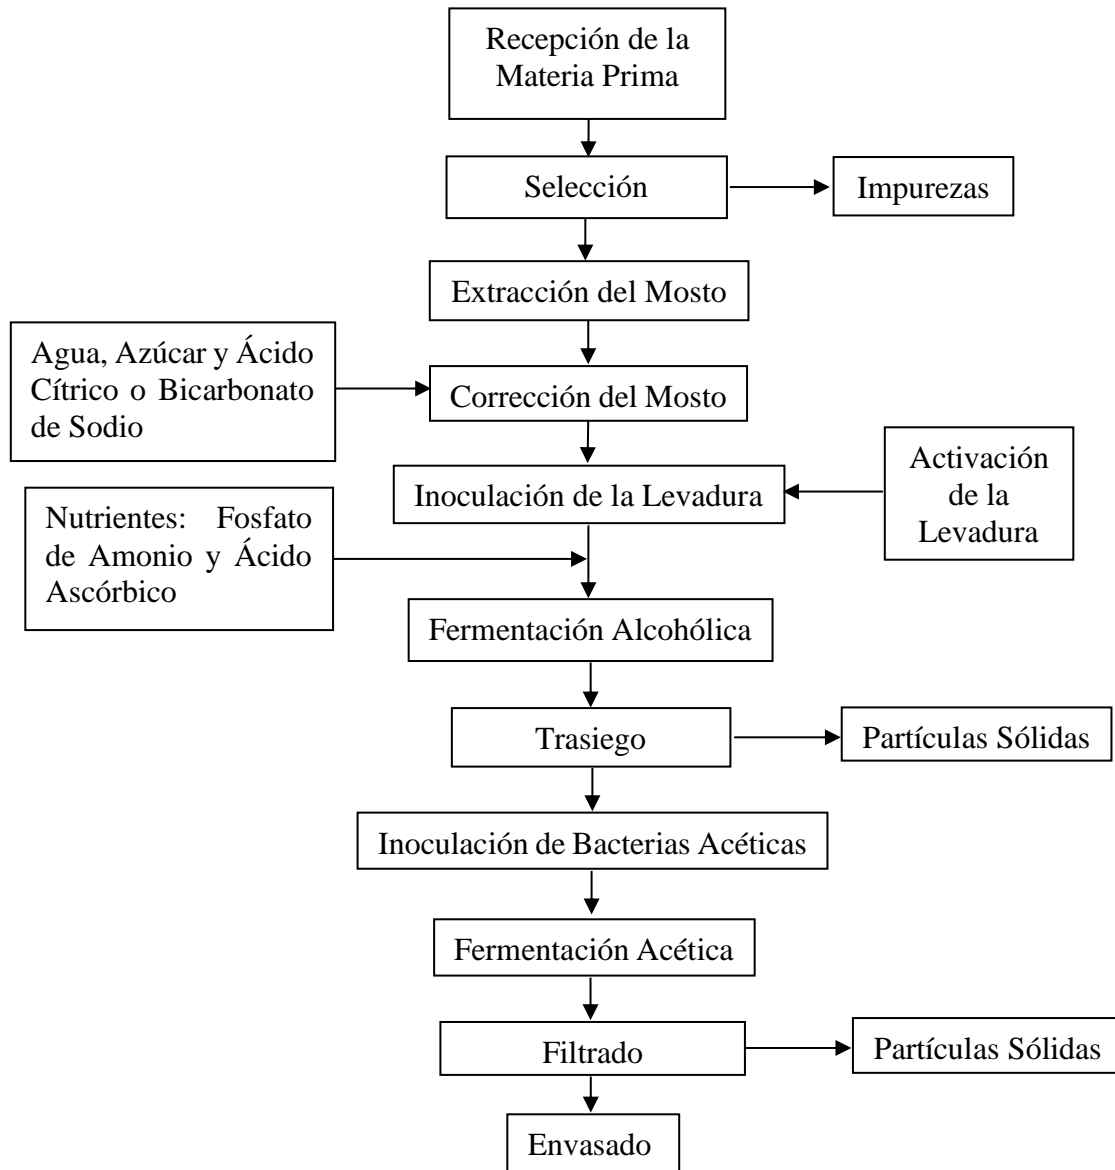 Recepción de la
Materia Prima
Selección
Impurezas
Extracción del Mosto
Agua, Azúcar y Ácido
Cítrico o Bicarbonato
de Sodio
Corrección del Mosto
Inoculación de la Levadura
Activación
de la
Levadura
Nutrientes: Fosfato
de Amonio y Ácido
Ascórbico
Fermentación Alcohólica
Trasiego
Partículas Sólidas
Inoculación de Bacterias Acéticas
Fermentación Acética
Filtrado
Partículas Sólidas
Envasado